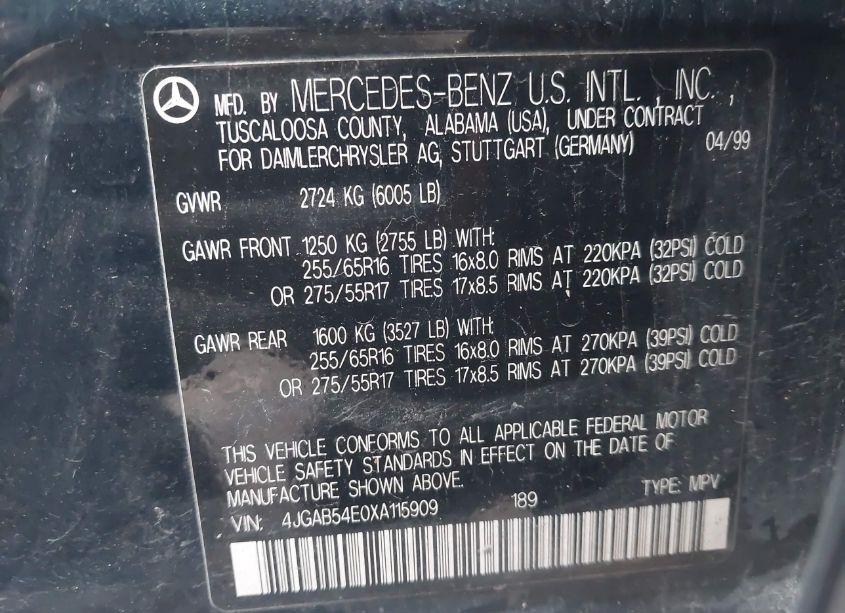 MFD. BY MERCEDES-BENZ U.S. INTL., INC.,
TUSCALOOSA COUNTY, ALABAMA (USA), UNDER CONTRACT
FOR DAIMLERCHRYSLER AG, STUTTGART (GERMANY) 04/99
GVWR 2724 KG (6005 LB)
GAWR FRONT 1250 KG (2755 LB) WITH:
255/65R16 TIRES 16x8.0 RIMS AT 220KPA (32PSI) COLD
OR 275/55R17 TIRES 17x8.5 RIMS AT 220KPA (32PSI) COLD
GAWR REAR 1600 KG (3527 LB) WITH:
255/65R16 TIRES 16x8.0 RIMS AT 270KPA (39PSI) COLD
OR 275/55R17 TIRES 17x8.5 RIMS AT 270KPA (39PSI) COLD
THIS VEHICLE CONFORMS TO ALL APPLICABLE FEDERAL MOTOR
VEHICLE SAFETY STANDARDS IN EFFECT ON THE DATE OF
MANUFACTURE SHOWN ABOVE.
VIN: 4JGAB54E0XA115909 189 TYPE: MPV